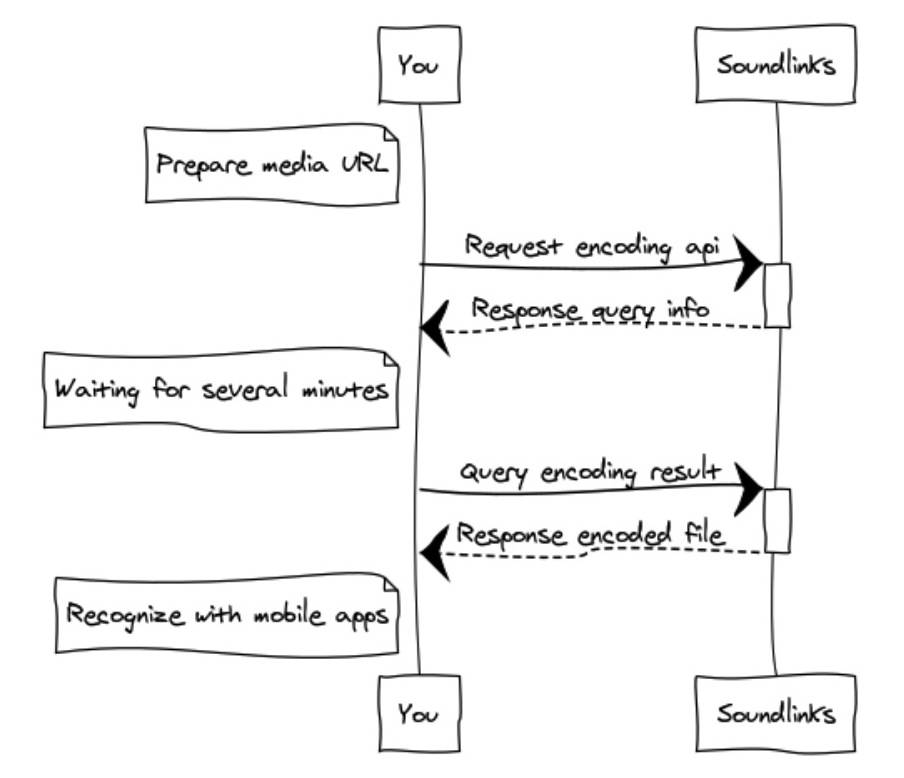 You
Soundlinks
Prepare media URL
Request encoding api
Response query info
Waiting for several minutes
Query encoding result
Response encoded file
Recognize with mobile apps
You
Soundlinks